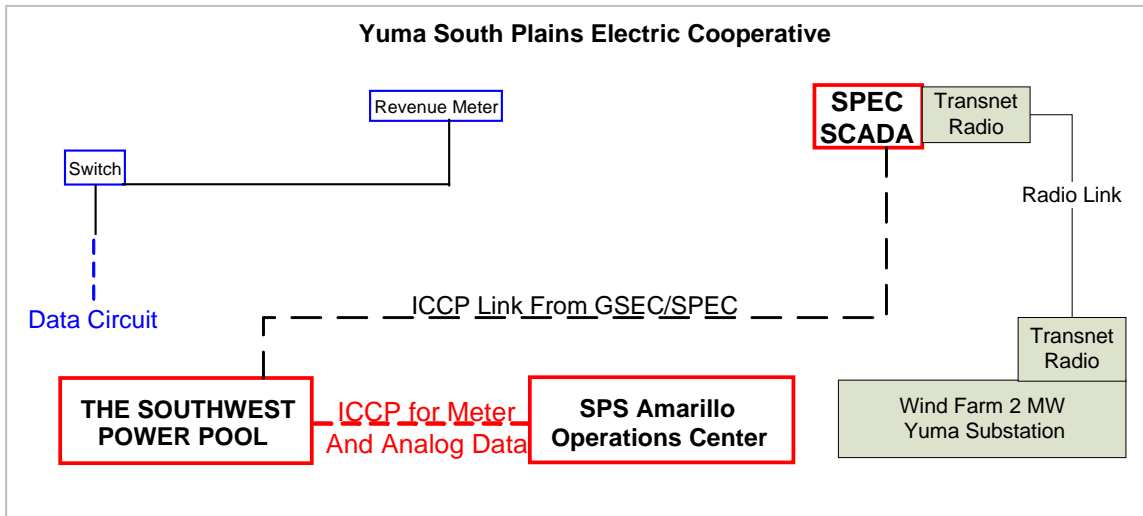 Yuma South Plains Electric Cooperative
Revenue Meter
SPEC
SCADA
Transnet
Radio
Switch
Radio Link
ICCP Link From GSEC/SPEC
Data Circuit
Transnet
Radio
THE SOUTHWEST
POWER POOL
ICCP for Meter
And Analog Data
SPS Amarillo
Operations Center
Wind Farm 2 MW
Yuma Substation